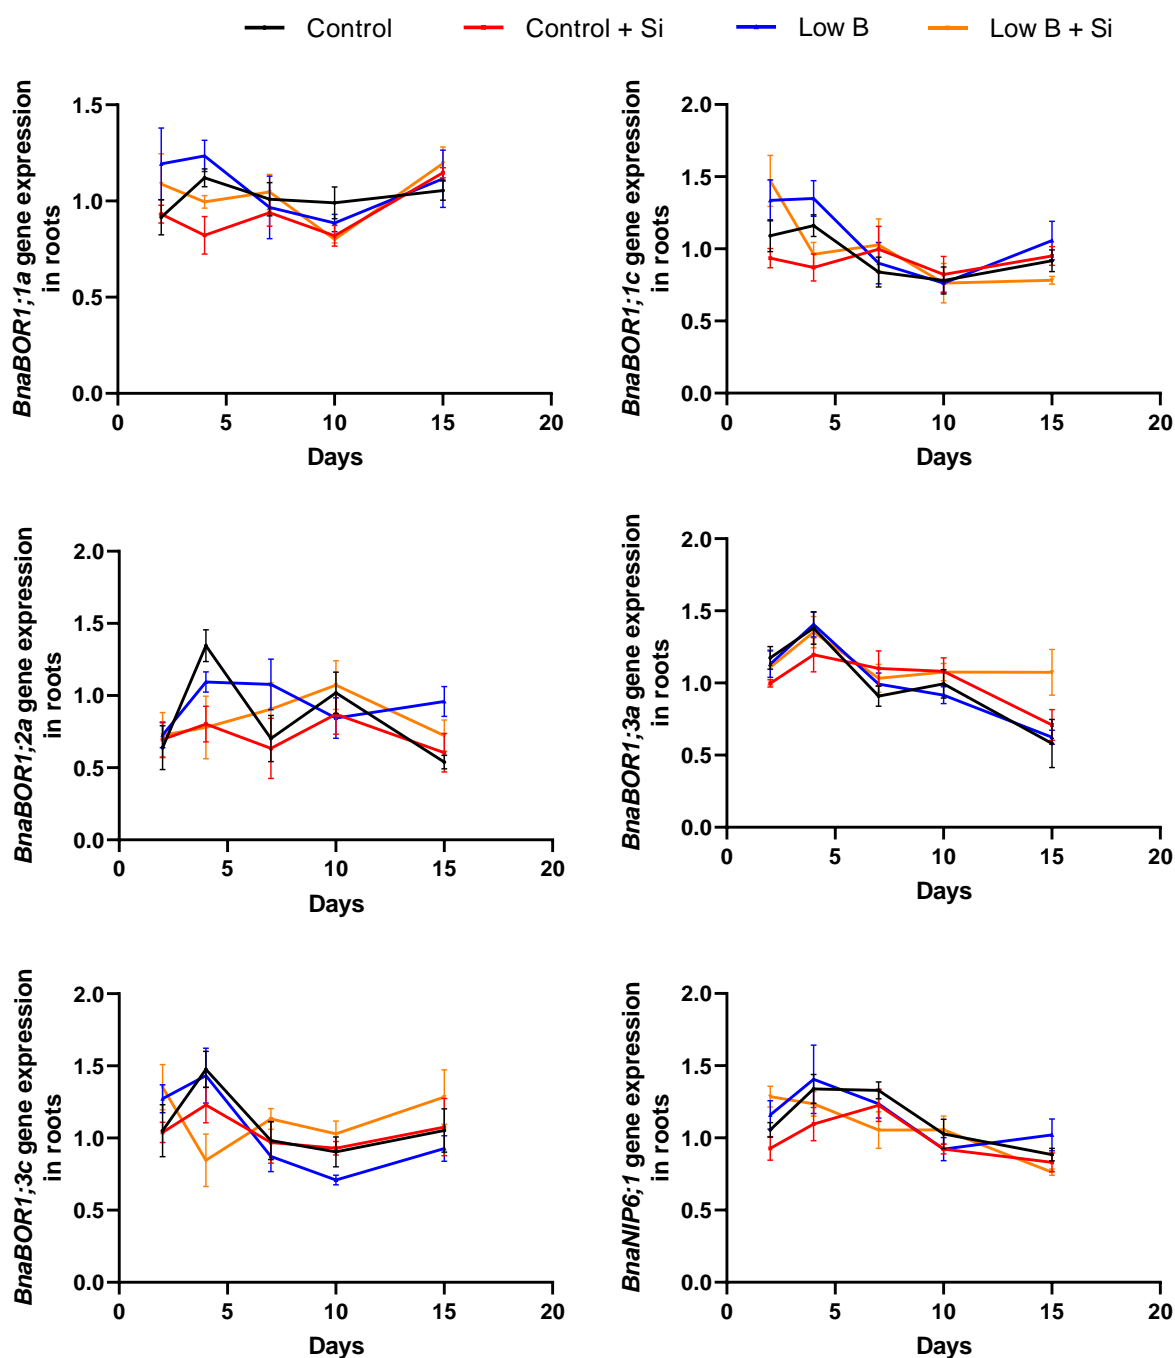 Control Control + Si Low B Low B + Si
BnaBOR1;1a gene expression
in roots
1.5
1.0
0.5
0.0
0 5 10 15 20
Days
BnaBOR1;1c gene expression
in roots
2.0
1.5
1.0
0.5
0.0
0 5 10 15 20
Days
BnaBOR1;2a gene expression
in roots
2.0
1.5
1.0
0.5
0.0
0 5 10 15 20
Days
BnaBOR1;3a gene expression
in roots
2.0
1.5
1.0
0.5
0.0
0 5 10 15 20
Days
BnaBOR1;3c gene expression
in roots
2.0
1.5
1.0
0.5
0.0
0 5 10 15 20
Days
BnaNIP6;1 gene expression
in roots
2.0
1.5
1.0
0.5
0.0
0 5 10 15 20
Days